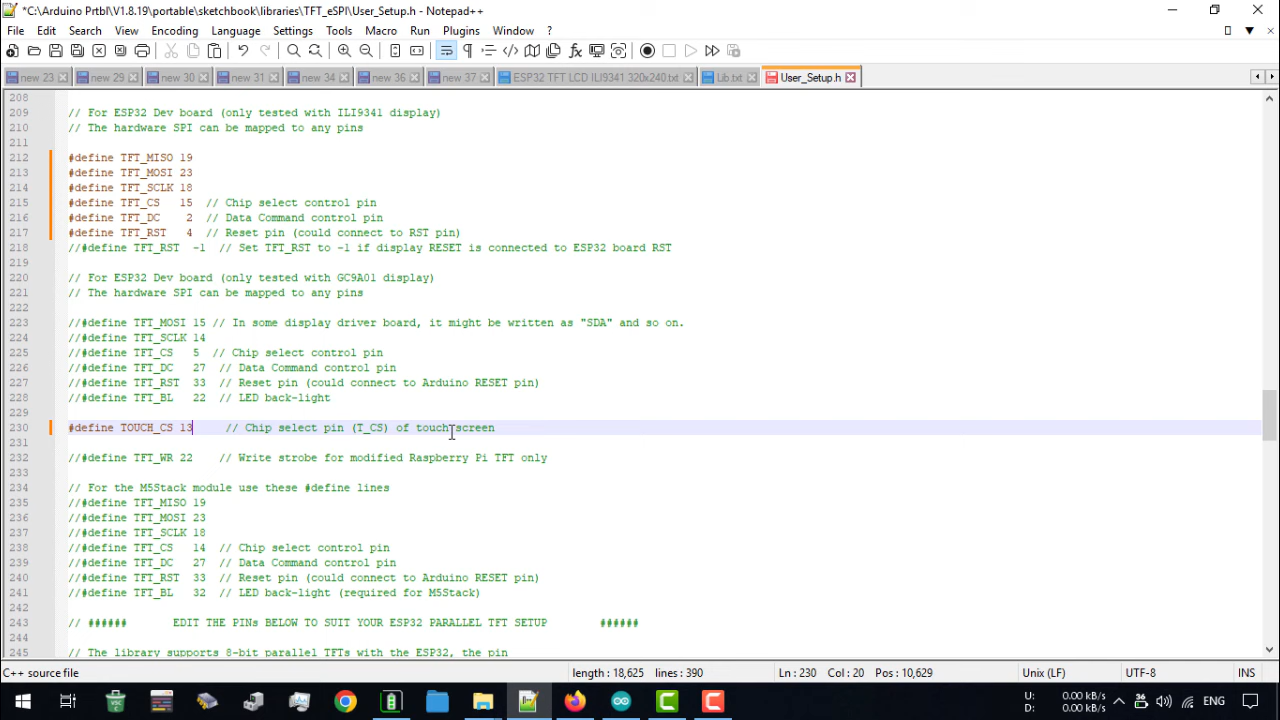 *C:\Arduino Prtbl\V1.8.19\portable\sketchbook\libraries\TFT_eSPI\User_Setup.h - Notepad++
File Edit Search View Encoding Language Settings Tools Macro Run Plugins Window ?
new 23 new 29 new 30 new 31 new 34 new 36 new 37 ESP32 TFT LCD ILI9341 320x240.txt Lib.txt User_Setup.h
208
209 // For ESP32 Dev board (only tested with ILI9341 display)
210 // The hardware SPI can be mapped to any pins
211
212 #define TFT_MISO 19
213 #define TFT_MOSI 23
214 #define TFT_SCLK 18
215 #define TFT_CS   15  // Chip select control pin
216 #define TFT_DC    2  // Data Command control pin
217 #define TFT_RST   4  // Reset pin (could connect to RST pin)
218 //#define TFT_RST  -1  // Set TFT_RST to -1 if display RESET is connected to ESP32 board RST
219
220 // For ESP32 Dev board (only tested with GC9A01 display)
221 // The hardware SPI can be mapped to any pins
222
223 //#define TFT_MOSI 15 // In some display driver board, it might be written as "SDA" and so on.
224 //#define TFT_SCLK 14
225 //#define TFT_CS   5  // Chip select control pin
226 //#define TFT_DC   27  // Data Command control pin
227 //#define TFT_RST  33  // Reset pin (could connect to Arduino RESET pin)
228 //#define TFT_BL   22  // LED back-light
229
230 #define TOUCH_CS 13     // Chip select pin (T_CS) of touch screen
231
232 //#define TFT_WR 22    // Write strobe for modified Raspberry Pi TFT only
233
234 // For the M5Stack module use these #define lines
235 //#define TFT_MISO 19
236 //#define TFT_MOSI 23
237 //#define TFT_SCLK 18
238 //#define TFT_CS   14  // Chip select control pin
239 //#define TFT_DC   27  // Data Command control pin
240 //#define TFT_RST  33  // Reset pin (could connect to Arduino RESET pin)
241 //#define TFT_BL   32  // LED back-light (required for M5Stack)
242
243 // ######       EDIT THE PINs BELOW TO SUIT YOUR ESP32 PARALLEL TFT SETUP        ######
244
245 // The library supports 8-bit parallel TFTs with the ESP32, the pin
C++ source file length : 18,625 lines : 390 Ln : 230 Col : 20 Pos : 10,629 Unix (LF) UTF-8 INS
U: 0.00 kB/s
D: 0.00 kB/s
36
ENG